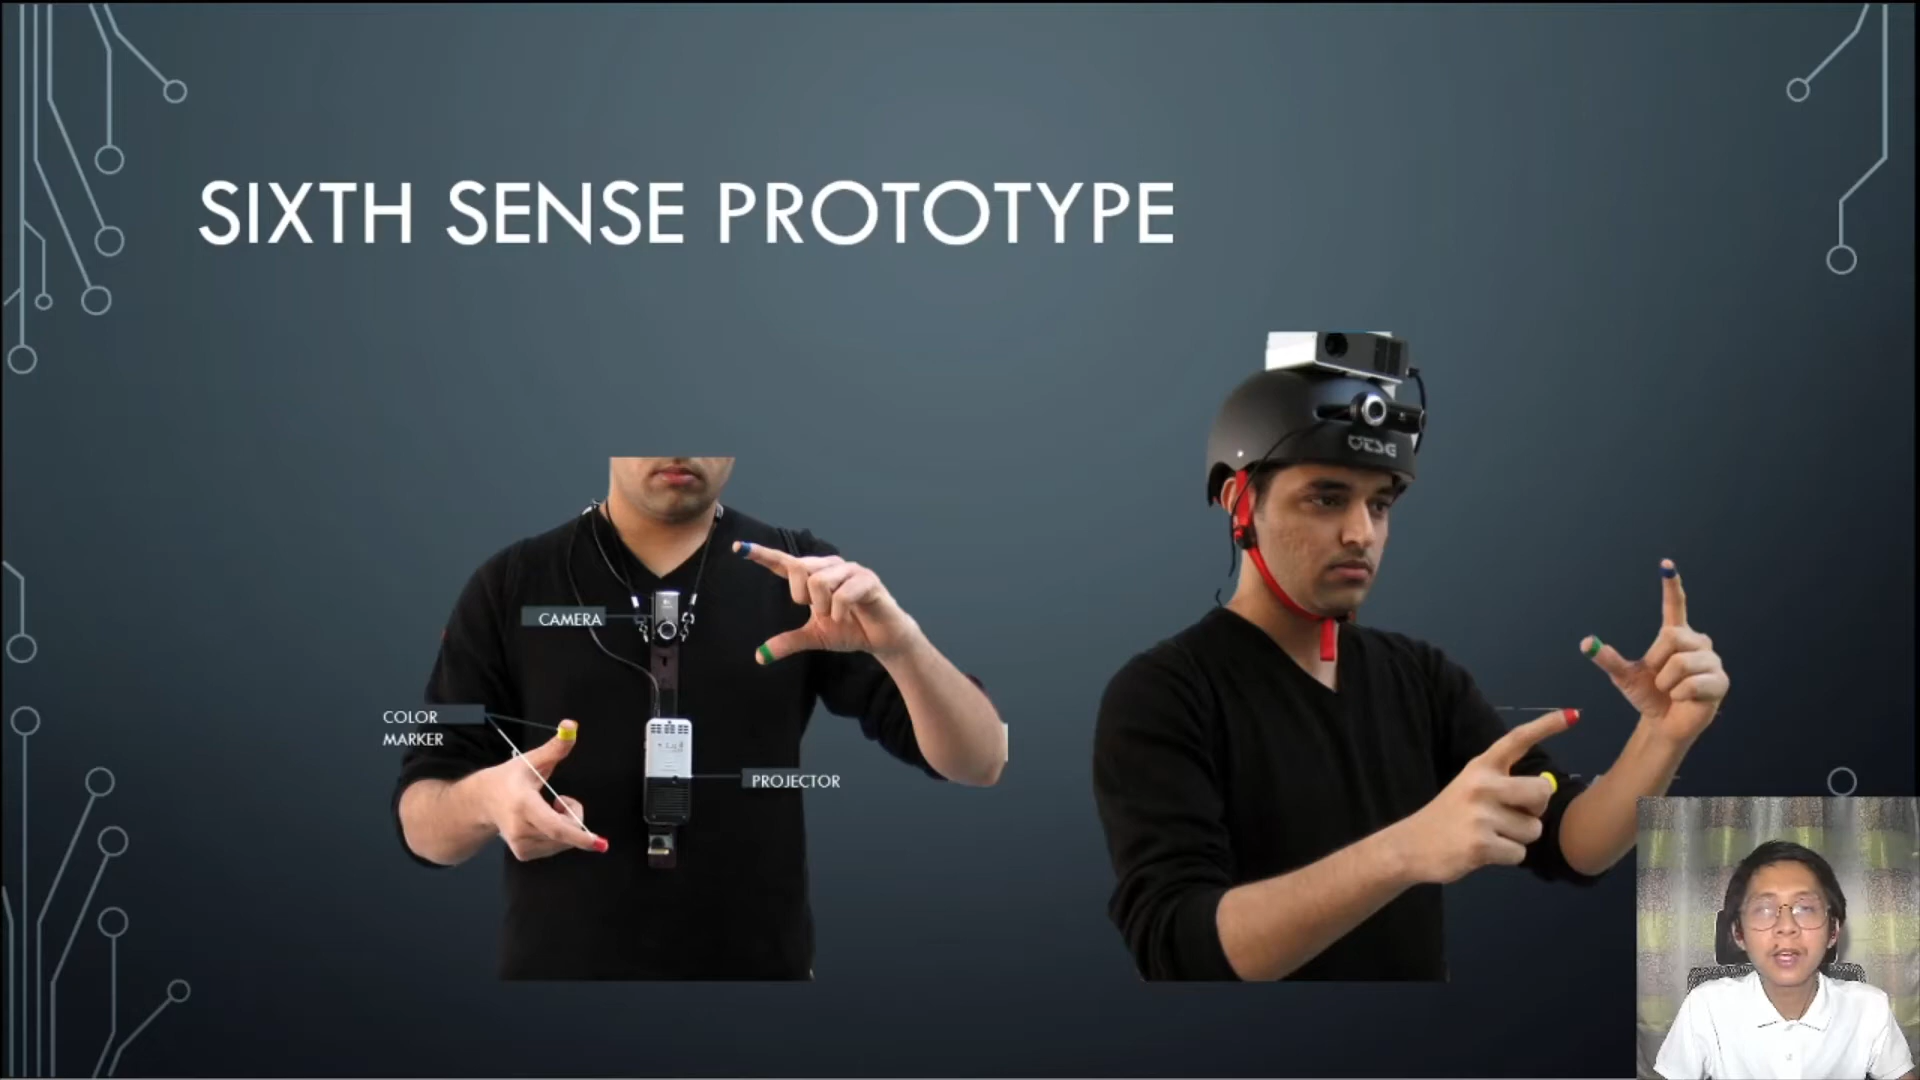 SIXTH SENSE PROTOTYPE
CAMERA
COLOR
MARKER
PROJECTOR